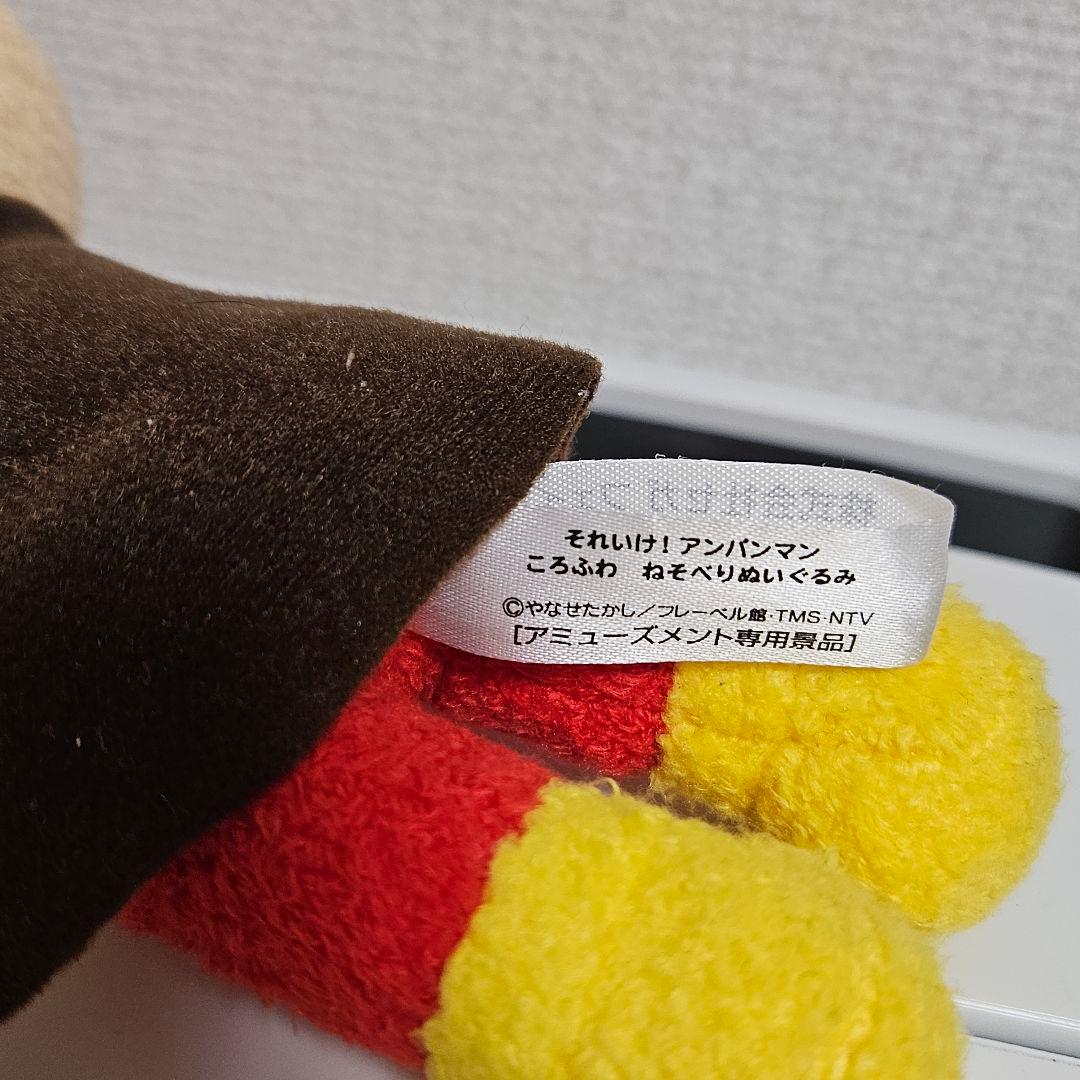 それいけ！アンパンマン
ころふわ　ねそべりぬいぐるみ
©やなせたかし／フレーベル館・TMS・NTV
［アミューズメント専用景品］